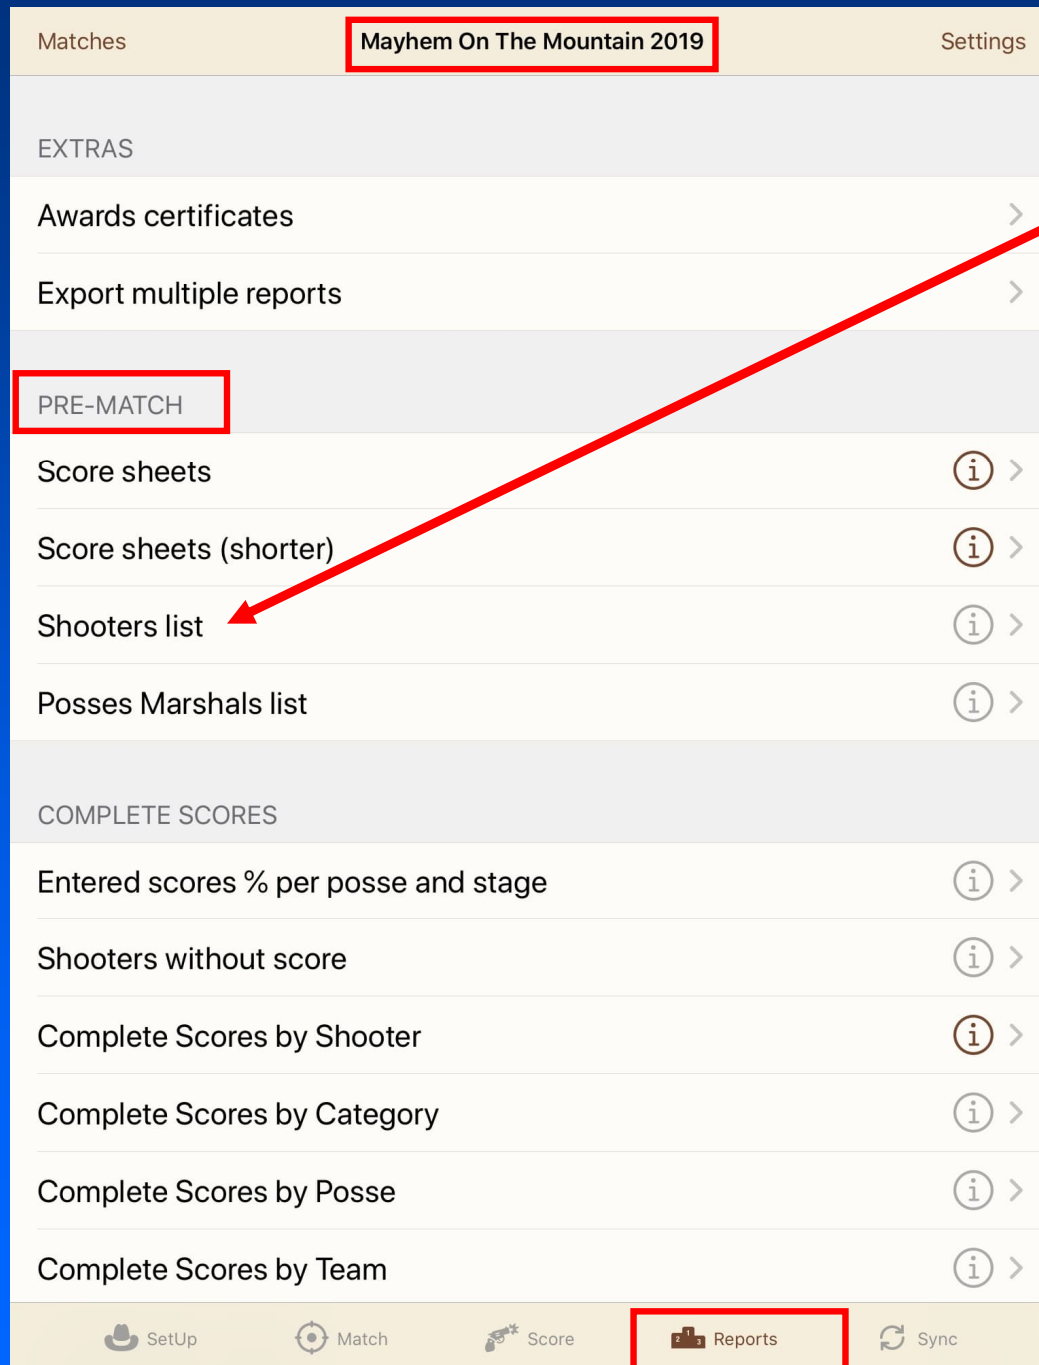 Matches Mayhem On The Mountain 2019 Settings
EXTRAS
Awards certificates
Export multiple reports
PRE-MATCH
Score sheets
Score sheets (shorter)
Shooters list
Posses Marshals list
COMPLETE SCORES
Entered scores % per posse and stage
Shooters without score
Complete Scores by Shooter
Complete Scores by Category
Complete Scores by Posse
Complete Scores by Team
SetUp Match Score 2 1 3 Reports Sync